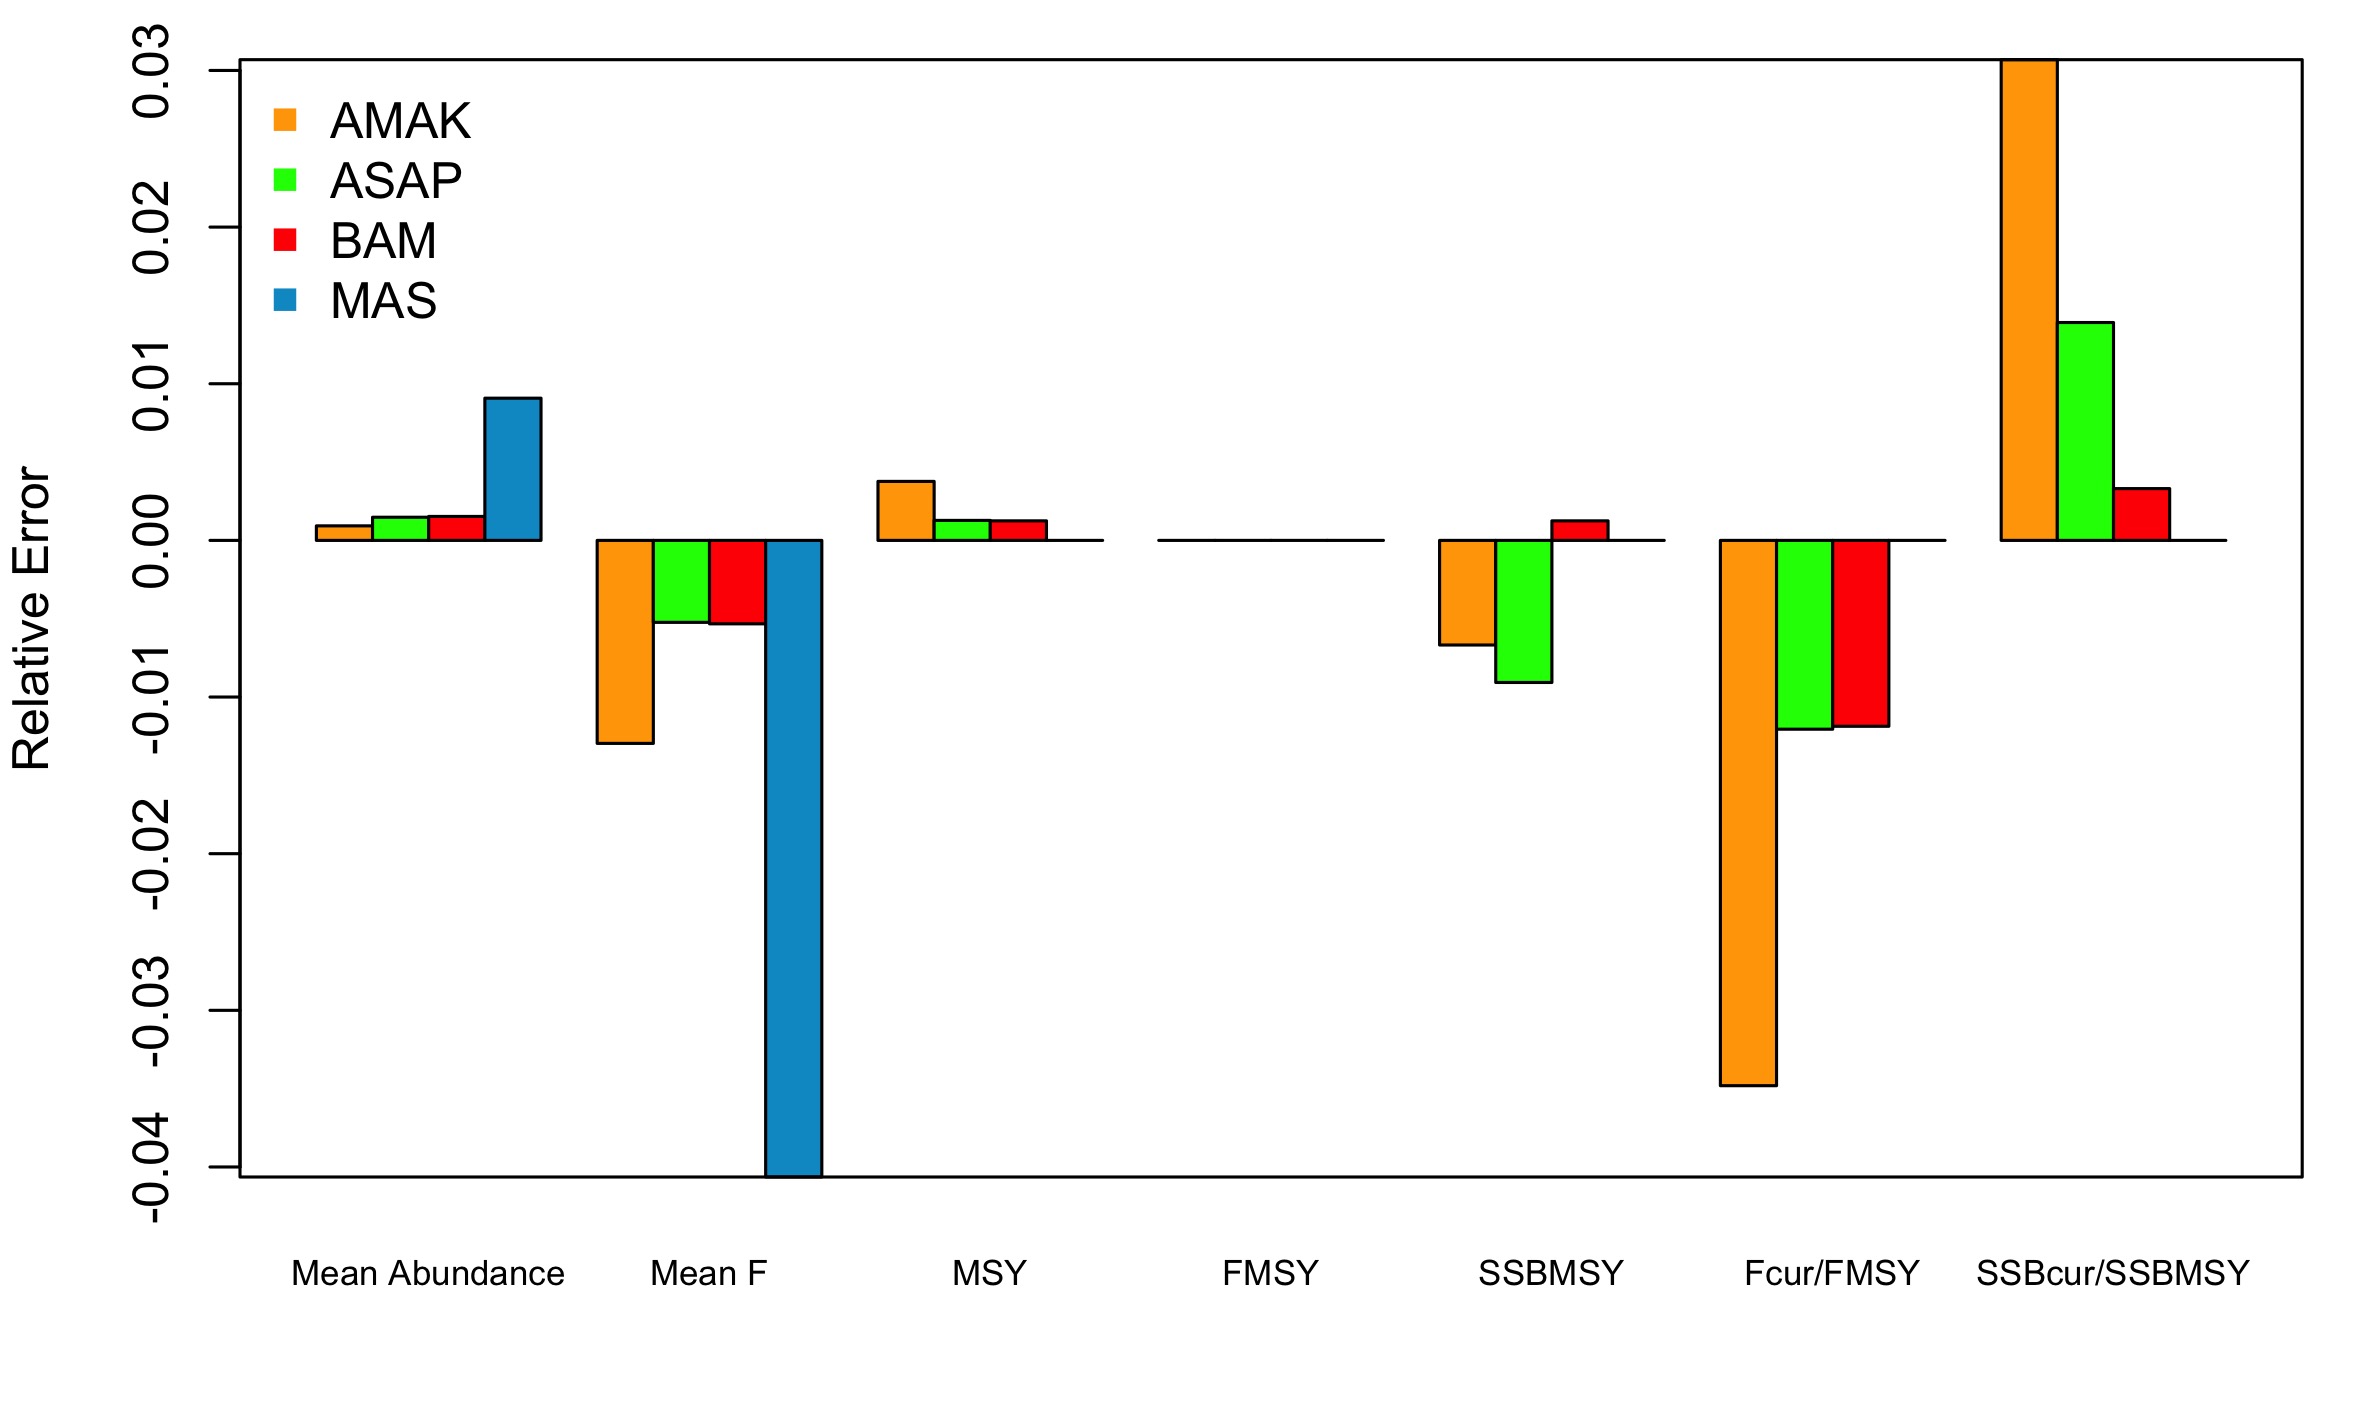 Relative Error
0.03
0.02
0.01
0.00
-0.01
-0.02
-0.03
-0.04
AMAK
ASAP
BAM
MAS
Mean Abundance Mean F MSY FMSY SSBMSY Fcur/FMSY SSBcur/SSBMSY